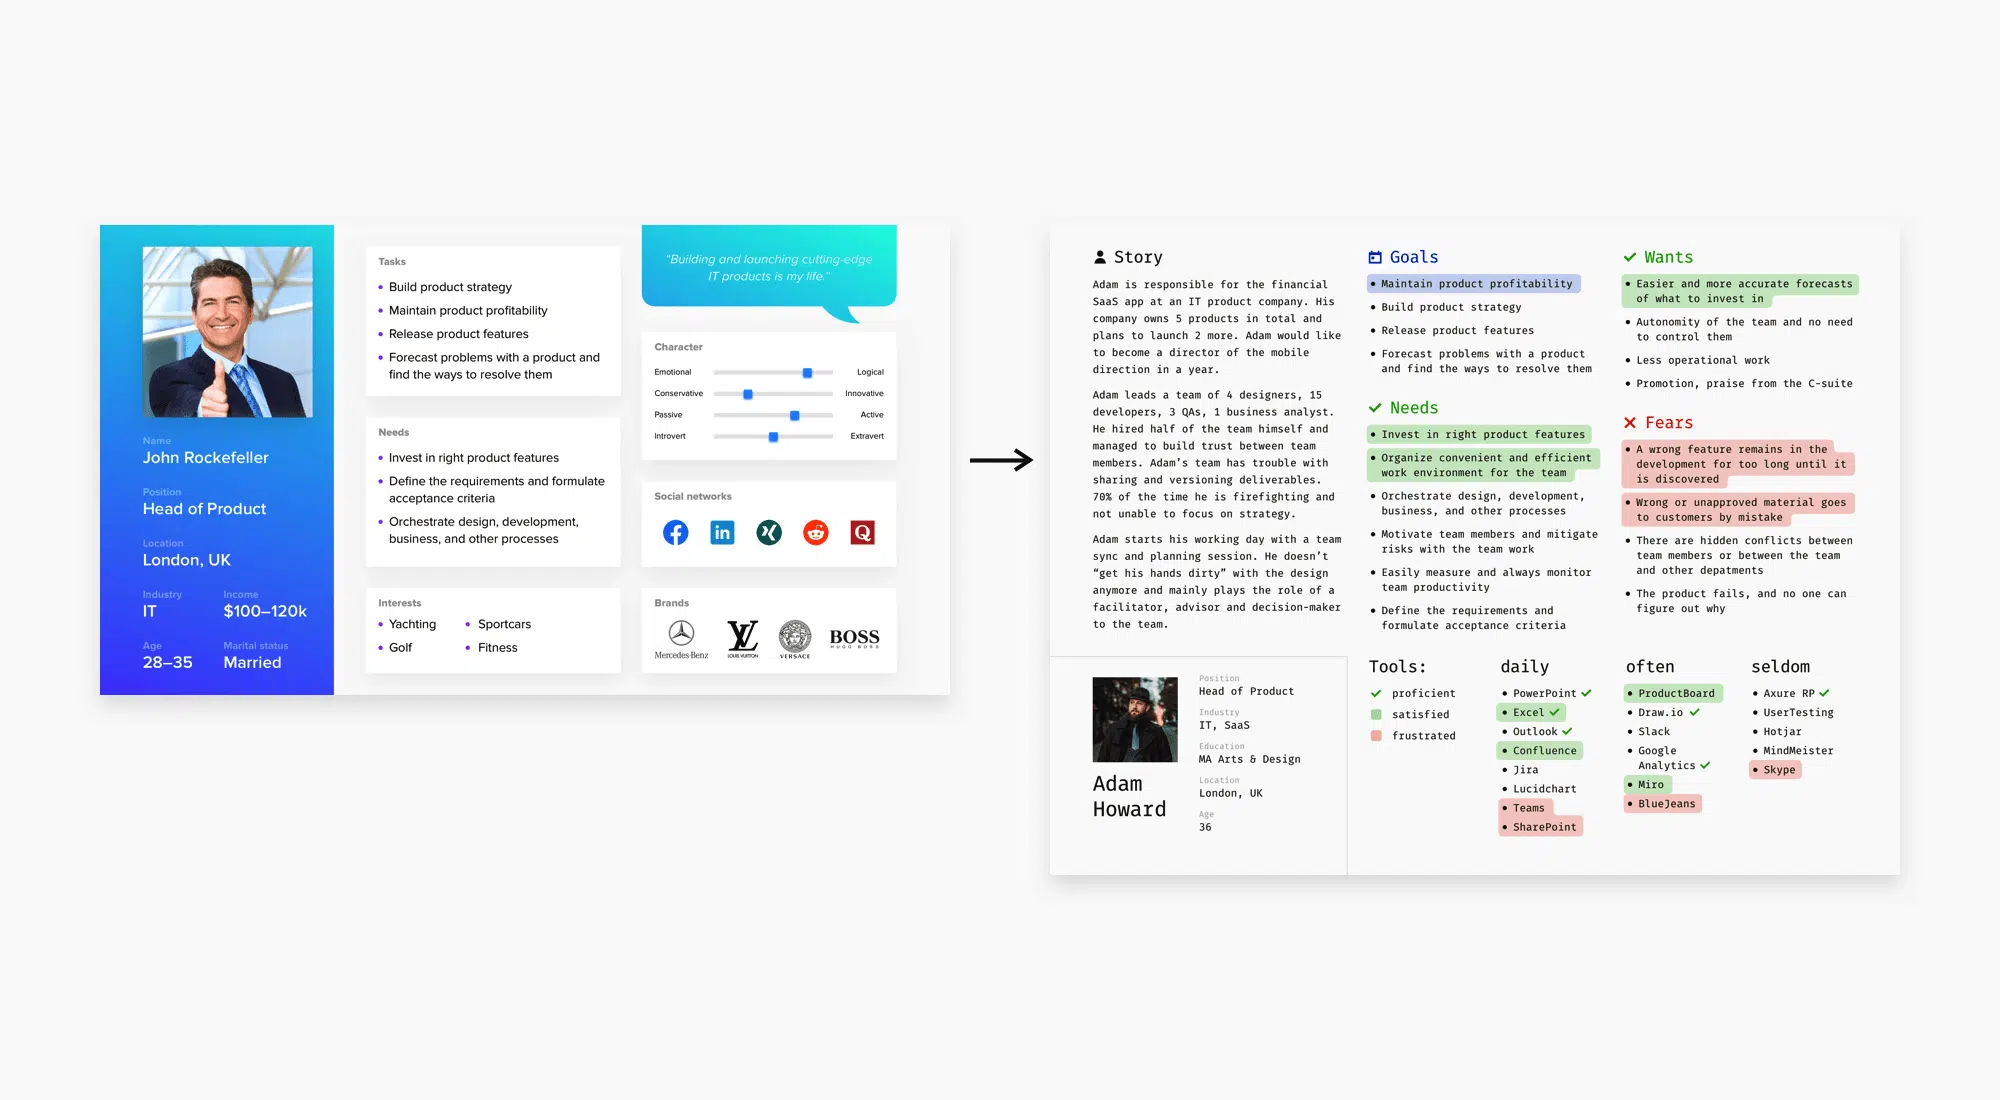 Name
John Rockefeller
Position
Head of Product
Location
London, UK
Industry
Income
IT
$100–120k
Age
Marital status
28–35
Married
Tasks
• Build product strategy
• Maintain product profitability
• Release product features
• Forecast problems with a product and
find the ways to resolve them
Needs
• Invest in right product features
• Define the requirements and formulate
acceptance criteria
• Orchestrate design, development,
business, and other processes
Interests
• Yachting
• Sportcars
• Golf
• Fitness
“Building and launching cutting-edge
IT products is my life.”
Character
Emotional
Logical
Conservative
Innovative
Passive
Active
Introvert
Extravert
Social networks
in
Q
Brands
Mercedes-Benz
LV
LOUIS VUITTON
VERSACE
BOSS
HUGO BOSS
Story
Adam is responsible for the financial
SaaS app at an IT product company. His
company owns 5 products in total and
plans to launch 2 more. Adam would like
to become a director of the mobile
direction in a year.
Adam leads a team of 4 designers, 15
developers, 3 QAs, 1 business analyst.
He hired half of the team himself and
managed to build trust between team
members. Adam’s team has trouble with
sharing and versioning deliverables.
70% of the time he is firefighting and
not unable to focus on strategy.
Adam starts his working day with a team
sync and planning session. He doesn’t
“get his hands dirty” with the design
anymore and mainly plays the role of a
facilitator, advisor and decision-maker
to the team.
Goals
• Maintain product profitability
• Build product strategy
• Release product features
• Forecast problems with a product
and find the ways to resolve them
Needs
• Invest in right product features
• Organize convenient and efficient
work environment for the team
• Orchestrate design, development,
business, and other processes
• Motivate team members and mitigate
risks with the team work
• Easily measure and always monitor
team productivity
• Define the requirements and
formulate acceptance criteria
Wants
• Easier and more accurate forecasts
of what to invest in
• Autonomity of the team and no need
to control them
• Less operational work
• Promotion, praise from the C-suite
Fears
• A wrong feature remains in the
development for too long until it
is discovered
• Wrong or unapproved material goes
to customers by mistake
• There are hidden conflicts between
team members or between the team
and other depatments
• The product fails, and no one can
figure out why
Adam
Howard
Position
Head of Product
Industry
IT, SaaS
Education
MA Arts & Design
Location
London, UK
Age
36
Tools:
proficient
satisfied
frustrated
daily
• PowerPoint
• Excel
• Outlook
• Confluence
• Jira
• Lucidchart
• Teams
• SharePoint
often
• ProductBoard
• Draw.io
• Slack
• Google
Analytics
• Miro
• BlueJeans
seldom
• Axure RP
• UserTesting
• Hotjar
• MindMeister
• Skype